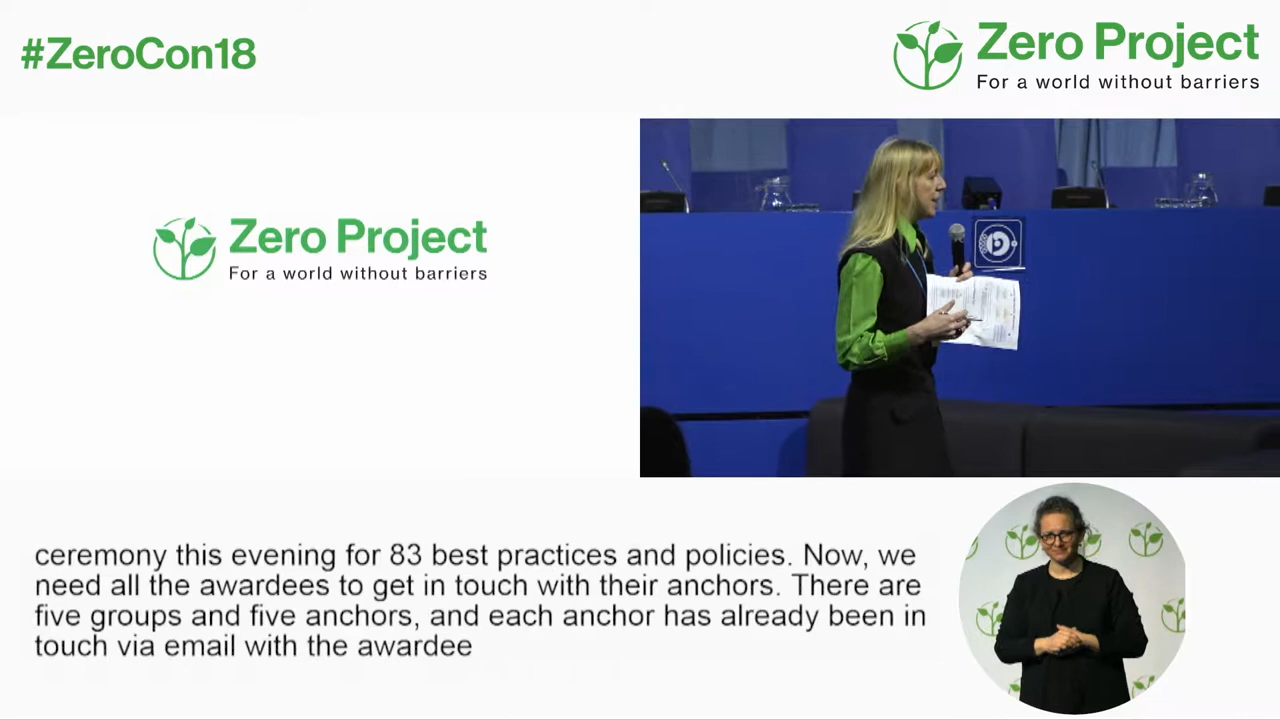 #ZeroCon18
Zero Project
For a world without barriers
Zero Project
For a world without barriers
ceremony this evening for 83 best practices and policies. Now, we
need all the awardees to get in touch with their anchors. There are
five groups and five anchors, and each anchor has already been in
touch via email with the awardee